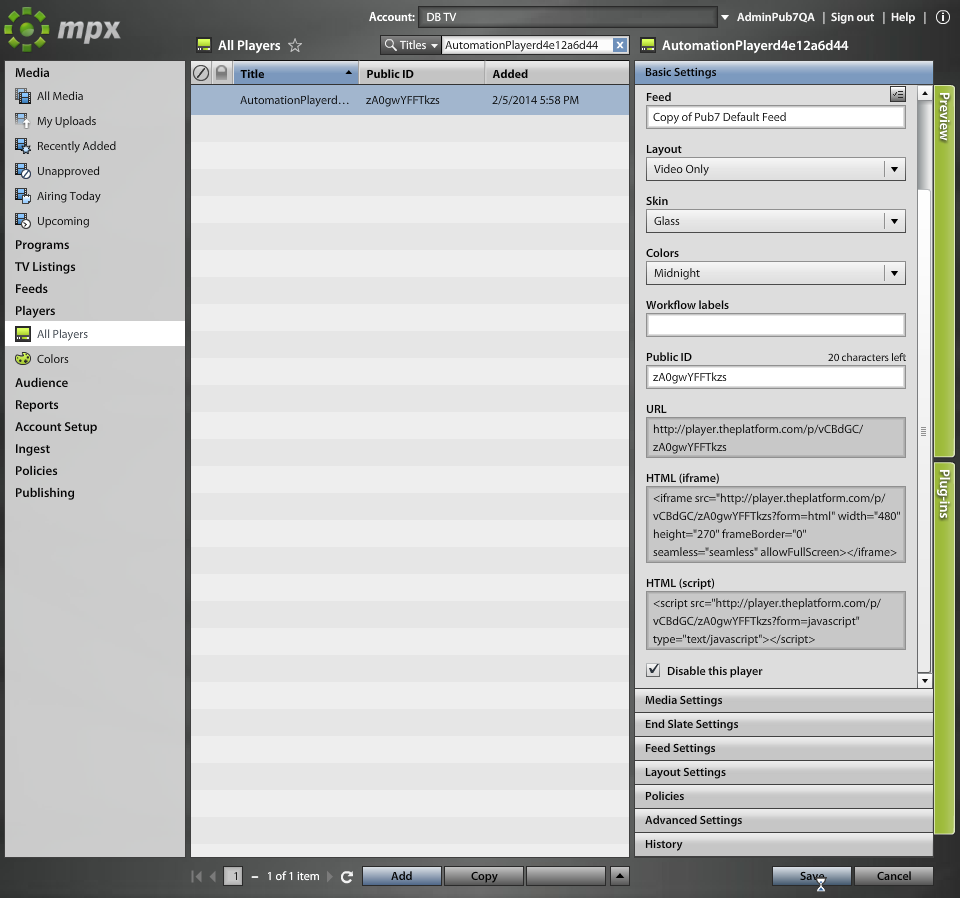 mpx
Account: DB TV AdminPub7QA | Sign out | Help |
All Players
Titles AutomationPlayerd4e12a6d44
AutomationPlayerd4e12a6d44
Media
All Media
My Uploads
Recently Added
Unapproved
Airing Today
Upcoming
Programs
TV Listings
Feeds
Players
All Players
Colors
Audience
Reports
Account Setup
Ingest
Policies
Publishing
Title Public ID Added
AutomationPlayerd... zA0gwYFFTkzs 2/5/2014 5:58 PM
1 – 1 of 1 item
Add
Copy
Basic Settings
Feed
Copy of Pub7 Default Feed
Layout
Video Only
Skin
Glass
Colors
Midnight
Workflow labels
Public ID 20 characters left
zA0gwYFFTkzs
URL
http://player.theplatform.com/p/vCBdGC/
zA0gwYFFTkzs
HTML (iframe)
<iframe src="http://player.theplatform.com/p/
vCBdGC/zA0gwYFFTkzs?form=html" width="480"
height="270" frameBorder="0"
seamless="seamless" allowFullScreen></iframe>
HTML (script)
<script src="http://player.theplatform.com/p/
vCBdGC/zA0gwYFFTkzs?form=javascript"
type="text/javascript"></script>
Disable this player
Media Settings
End Slate Settings
Feed Settings
Layout Settings
Policies
Advanced Settings
History
Save
Cancel
Preview
Plug-ins